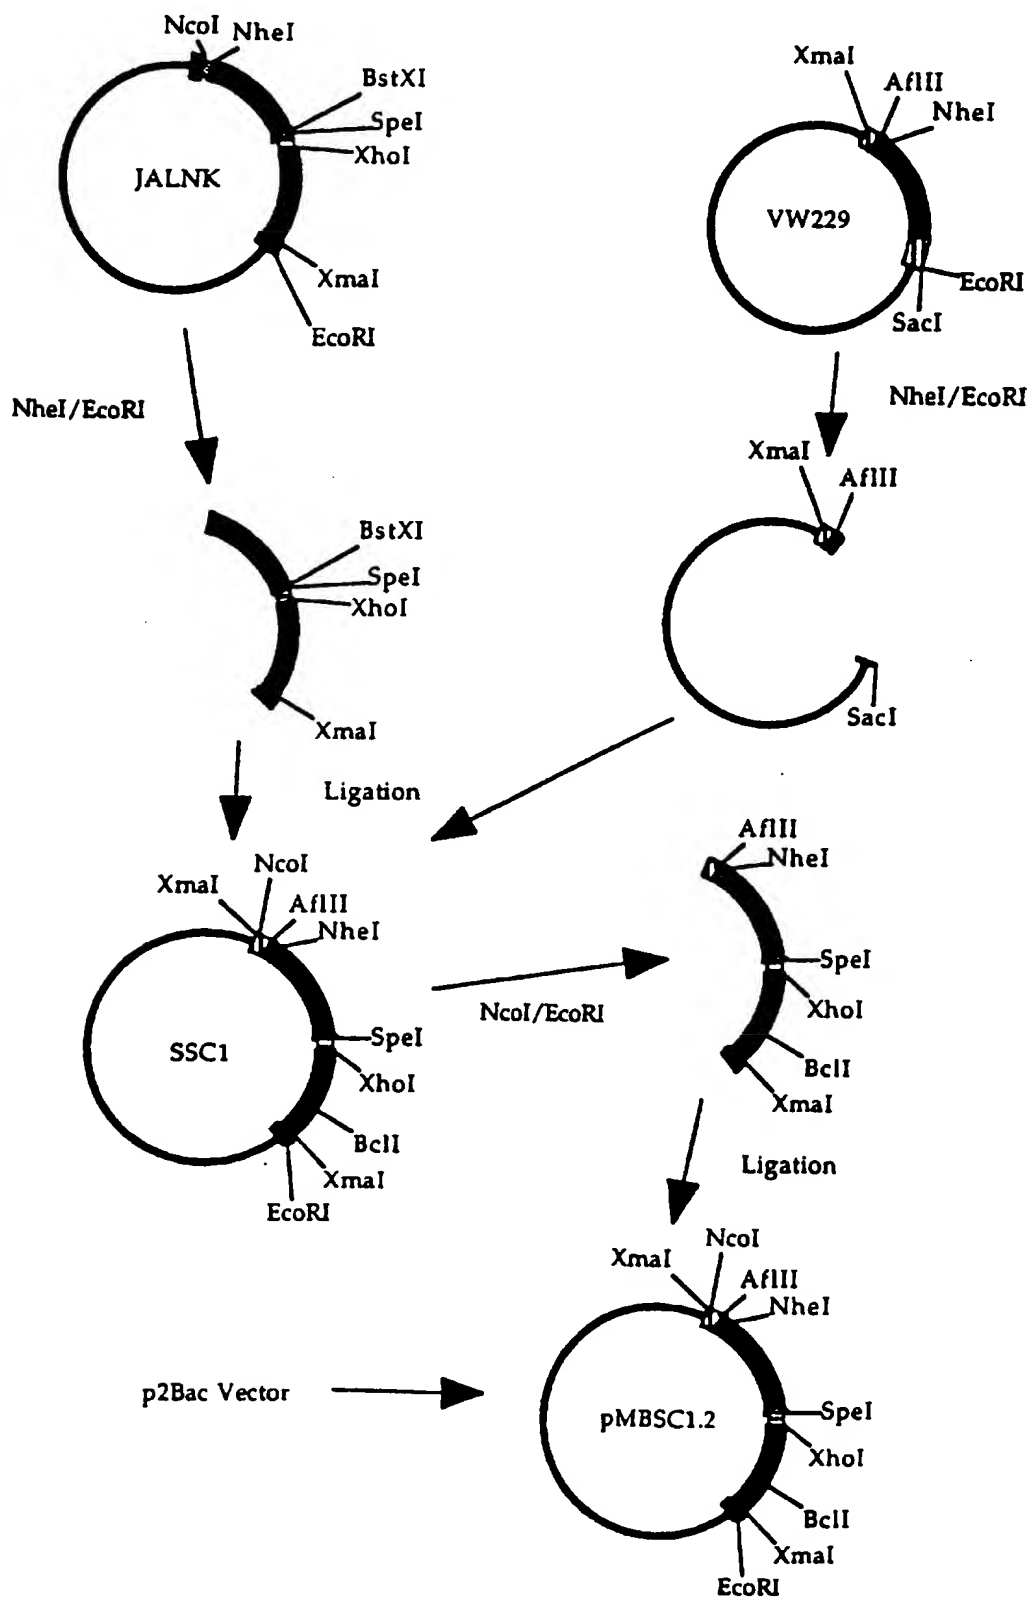 NcoI
NheI
BstXI
SpeI
XhoI
JALNK
XmaI
EcoRI
XmaI
AflII
NheI
VW229
EcoRI
SacI
NheI/EcoRI
NheI/EcoRI
BstXI
SpeI
XhoI
XmaI
XmaI
AflII
SacI
Ligation
XmaI
NcoI
AflII
NheI
SSC1
SpeI
XhoI
BclI
XmaI
EcoRI
NcoI/EcoRI
AflII
NheI
SpeI
XhoI
BclI
XmaI
Ligation
p2Bac Vector
XmaI
NcoI
AflII
NheI
pMBSC1.2
SpeI
XhoI
BclI
XmaI
EcoRI